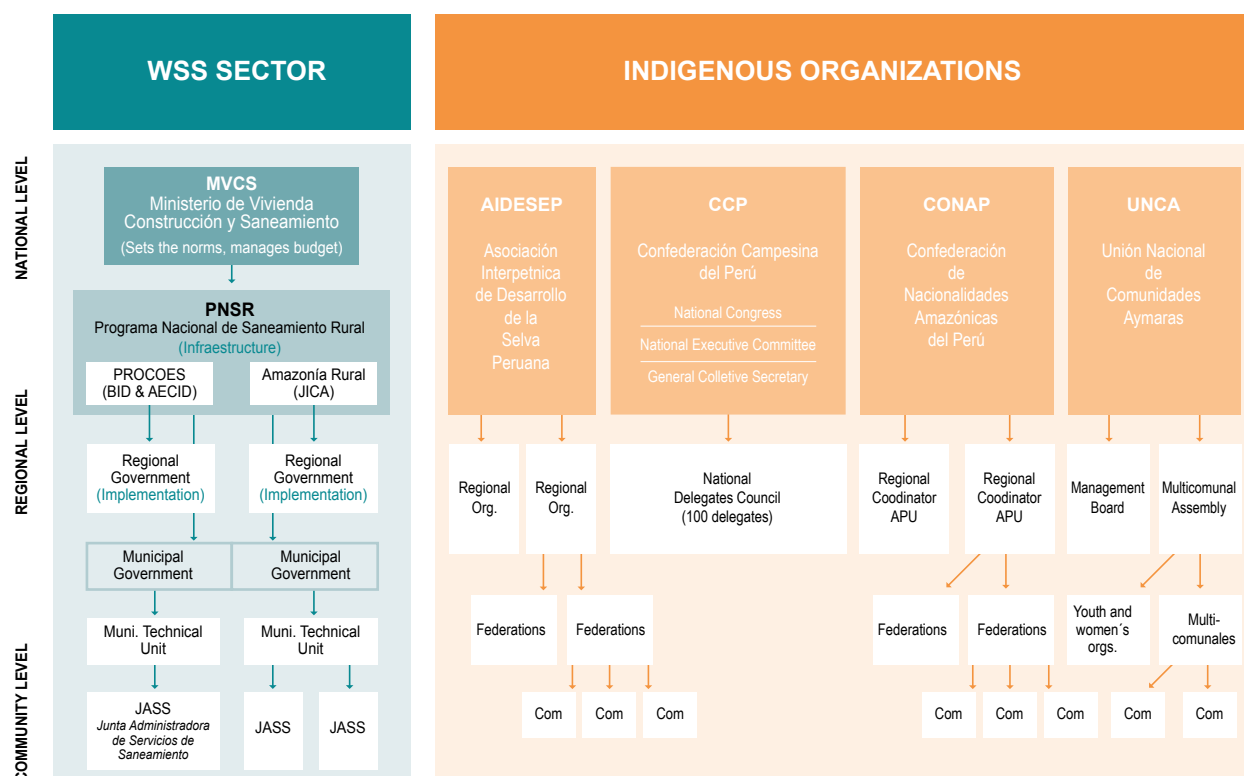 WSS SECTOR
INDIGENOUS ORGANIZATIONS
NATIONAL LEVEL
MVCS
Ministerio de Vivienda
Construcción y Saneamiento
(Sets the norms, manages budget)
PNSR
Programa Nacional de Saneamiento Rural
(Infraestructure)
PROCOES
(BID & AECID)
Amazonía Rural
(JICA)
AIDESEP
Asociación
Interpetnica
de Desarrollo
de la
Selva
Peruana
CCP
Confederación Campesina
del Perú
National Congress
National Executive Committee
General Colletive Secretary
CONAP
Confederación
de
Nacionalidades
Amazónicas
del Perú
UNCA
Unión Nacional
de
Comunidades
Aymaras
REGIONAL LEVEL
Regional
Government
(Implementation)
Regional
Government
(Implementation)
Municipal
Government
Municipal
Government
Regional
Org.
Regional
Org.
National
Delegates Council
(100 delegates)
Regional
Coodinator
APU
Regional
Coodinator
APU
Management
Board
Multicomunal
Assembly
COMMUNITY LEVEL
Muni. Technical
Unit
Muni. Technical
Unit
Federations
Federations
Federations
Federations
Youth and
women´s
orgs.
Multi-
comunales
JASS
Junta Administradora
de Servicios de
Saneamiento
JASS
JASS
Com
Com
Com
Com
Com
Com
Com
Com